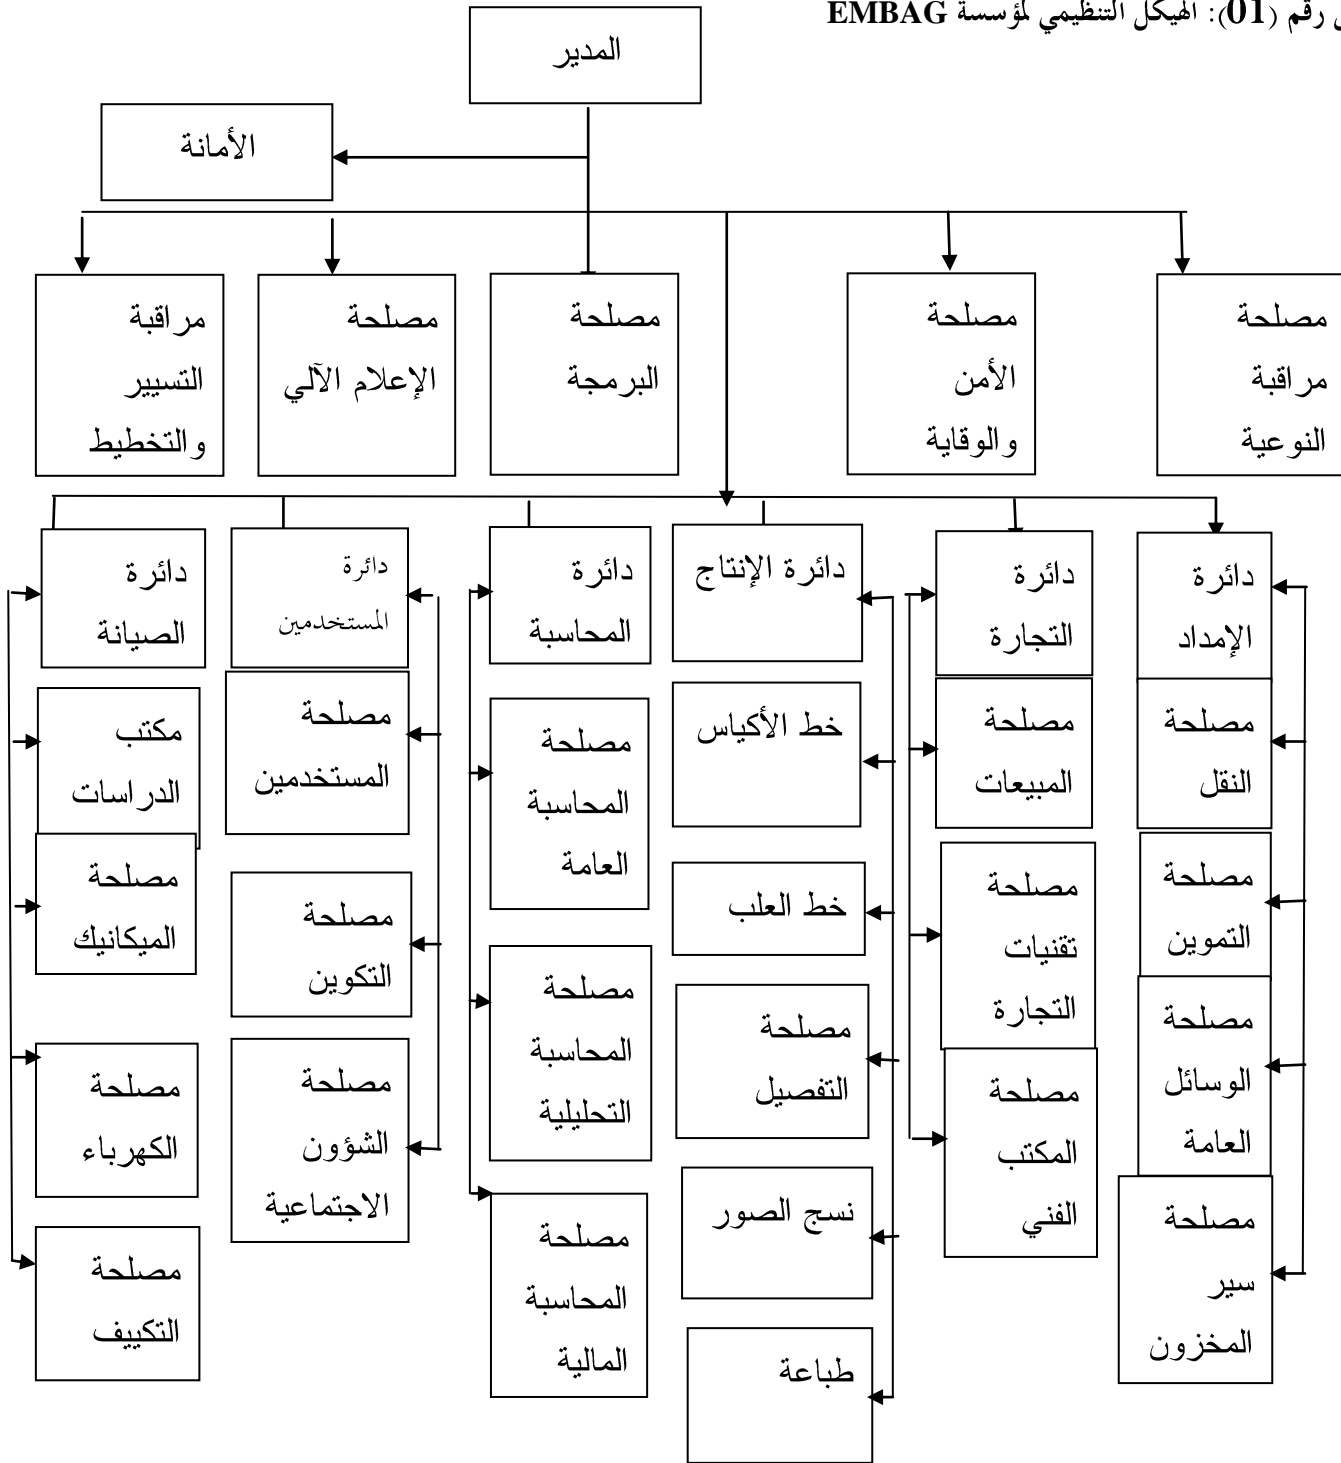 رقم (01): الهيكل التنظيمي لمؤسسة EMBAG
المدير
الأمانة
مصلحة
مراقبة
النوعية
مصلحة
الأمن
والوقاية
مصلحة
البرمجة
مصلحة
الإعلام الآلي
مراقبة
التسيير
والتخطيط
دائرة
الإمداد
مصلحة
النقل
مصلحة
التموين
مصلحة
الوسائل
العامة
مصلحة
سير
المخزون
دائرة
التجارة
مصلحة
المبيعات
مصلحة
تقنيات
التجارة
مصلحة
المكتب
الفني
دائرة الإنتاج
خط الأكياس
خط العلب
مصلحة
التفصيل
نسج الصور
طباعة
دائرة
المحاسبة
مصلحة
المحاسبة
العامة
مصلحة
المحاسبة
التحليلية
مصلحة
المحاسبة
المالية
دائرة
المستخدمين
مصلحة
المستخدمين
مصلحة
التكوين
مصلحة
الشؤون
الاجتماعية
دائرة
الصيانة
مكتب
الدراسات
مصلحة
الميكانيك
مصلحة
الكهرباء
مصلحة
التكييف